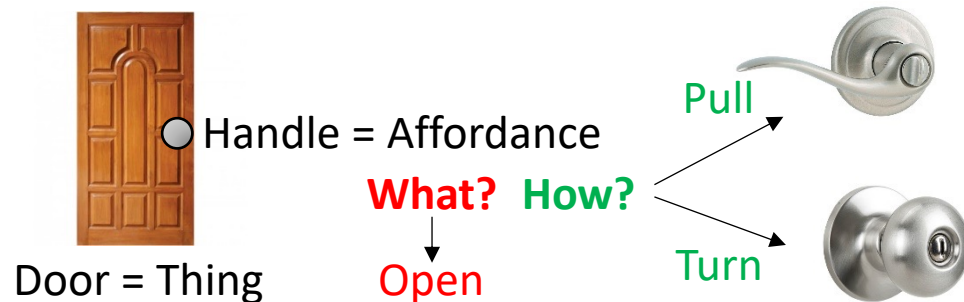 Pull
Handle = Affordance
What? How?
Door = Thing
Open
Turn